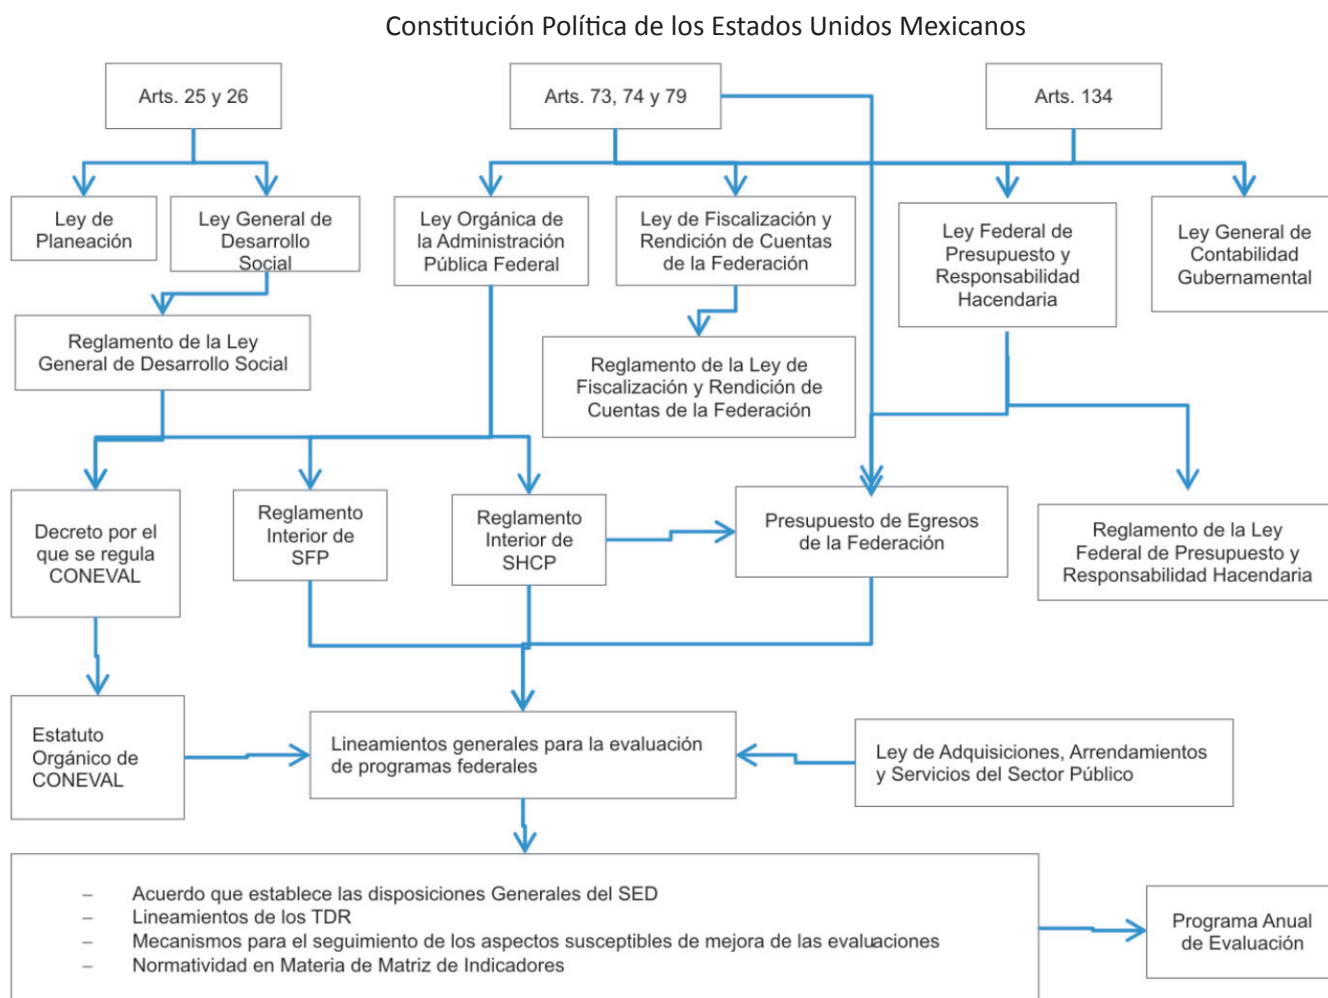 Constitución Política de los Estados Unidos Mexicanos
Arts. 25 y 26
Arts. 73, 74 y 79
Arts. 134
Ley de
Planeación
Ley General de
Desarrollo
Social
Ley Orgánica de
la Administración
Pública Federal
Ley de Fiscalización y
Rendición de Cuentas
de la Federación
Ley Federal de
Presupuesto y
Responsabilidad
Hacendaria
Ley General de
Contabilidad
Gubernamental
Reglamento de la Ley
General de Desarrollo Social
Reglamento de la Ley de
Fiscalización y Rendición de
Cuentas de la Federación
Decreto por el
que se regula
CONEVAL
Reglamento
Interior de
SFP
Reglamento
Interior de
SHCP
Presupuesto de Egresos
de la Federación
Reglamento de la Ley
Federal de Presupuesto y
Responsabilidad Hacendaria
Estatuto
Orgánico de
CONEVAL
Lineamientos generales para la evaluación
de programas federales
Ley de Adquisiciones, Arrendamientos
y Servicios del Sector Público
– Acuerdo que establece las disposiciones Generales del SED
– Lineamientos de los TDR
– Mecanismos para el seguimiento de los aspectos susceptibles de mejora de las evaluaciones
– Normatividad en Materia de Matriz de Indicadores
Programa Anual
de Evaluación